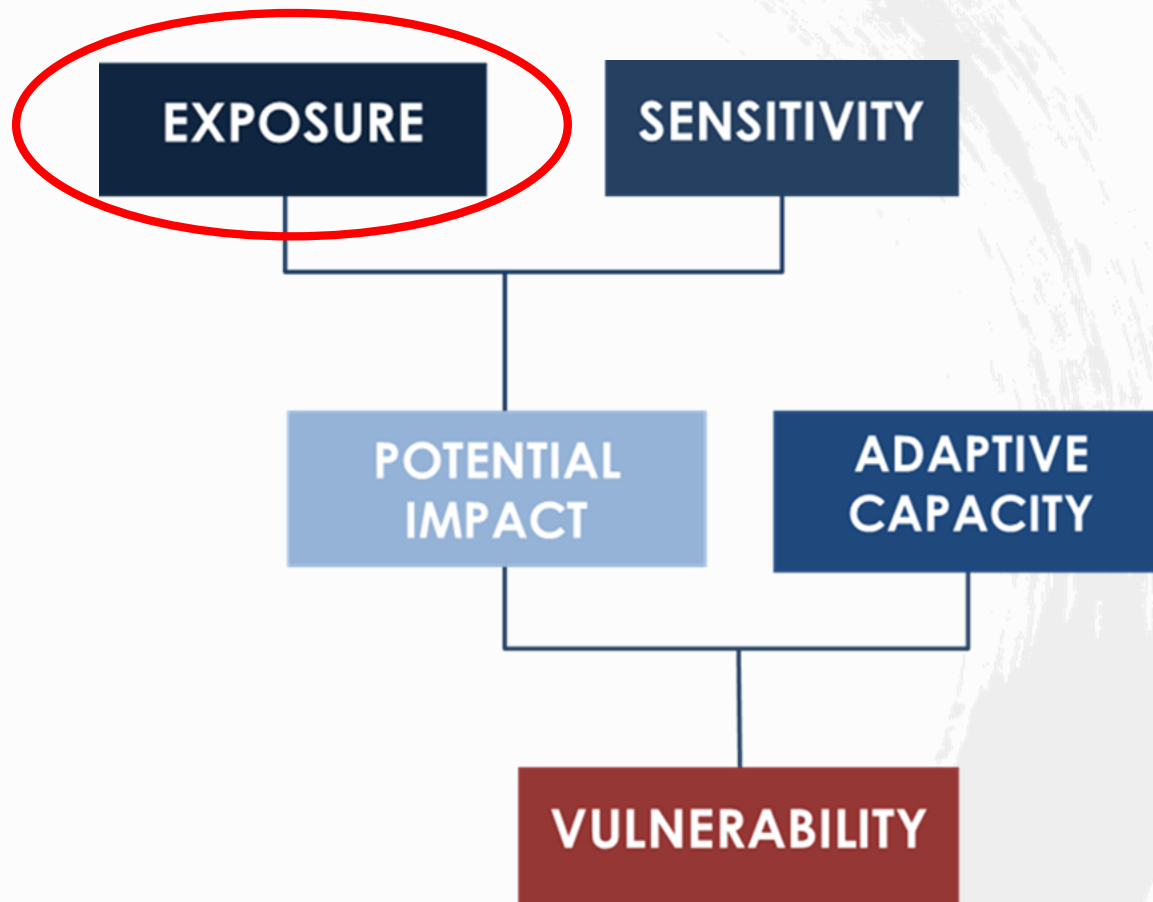 EXPOSURE
SENSITIVITY
POTENTIAL
IMPACT
ADAPTIVE
CAPACITY
VULNERABILITY